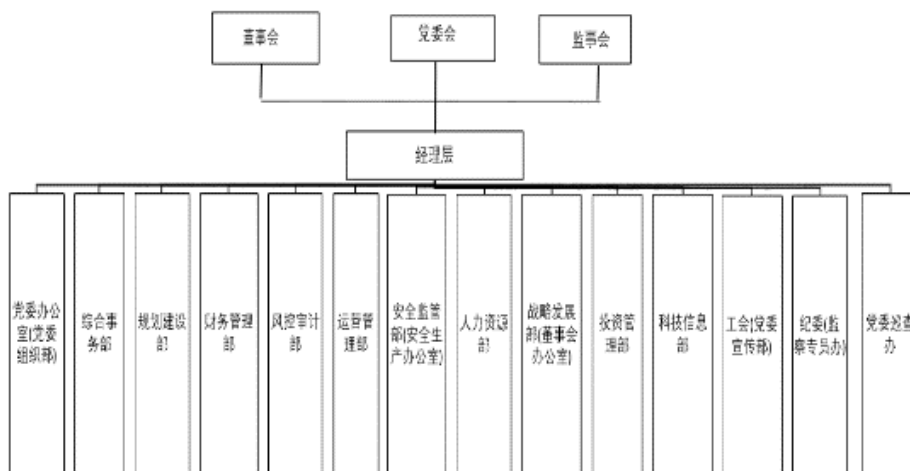 董事会
党委会
监事会
经理层
党委办公
室(党委
组织部)
综合事
务部
规划建设
部
财务管理
部
风控审计
部
运营管
理部
安全监管
部(安全生
产办公室)
人力资源
部
战略发展
部(董事会
办公室)
投资管
理部
科技信息
部
工会(党委
宣传部)
纪委(监
察专员办)
党委巡查
办